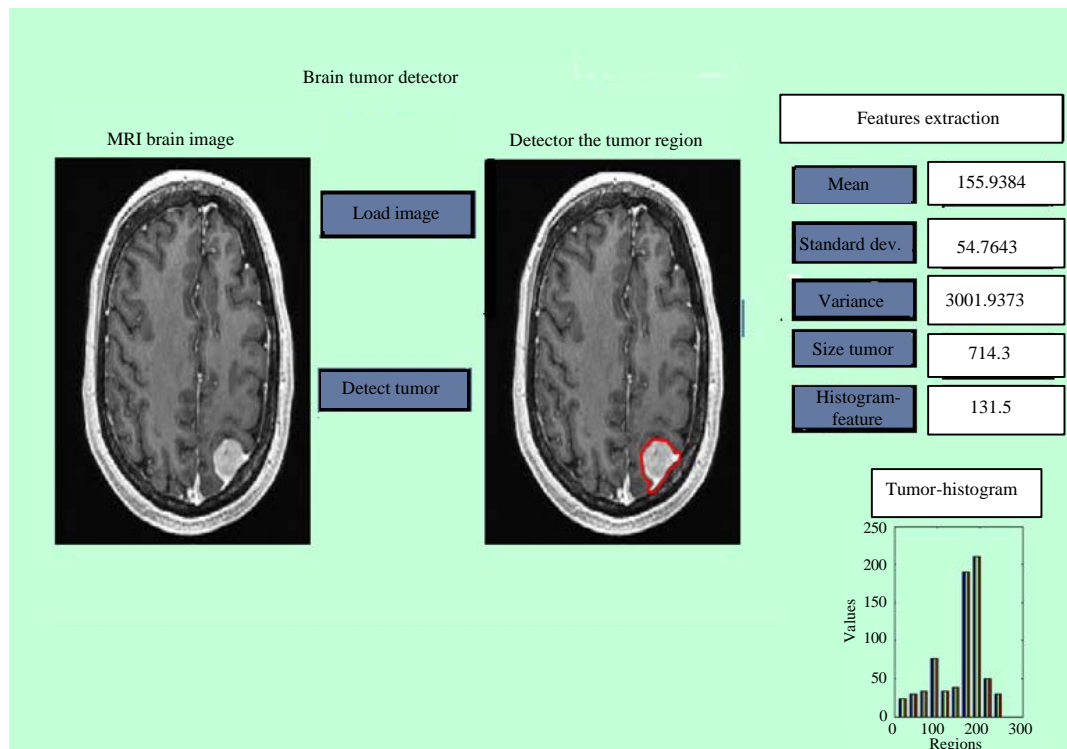 Brain tumor detector
MRI brain image
Detector the tumor region
Load image
Detect tumor
Features extraction
Mean
155.9384
Standard dev.
54.7643
Variance
3001.9373
Size tumor
714.3
Histogram-
feature
131.5
Tumor-histogram
250
200
150
100
50
0
Values
0 100 200 300
Regions